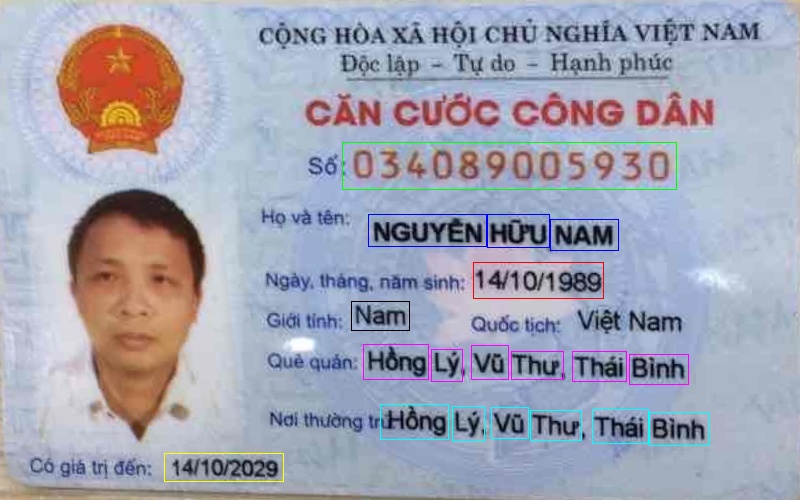 CỘNG HÒA XÃ HỘI CHỦ NGHĨA VIỆT NAM
Độc lập – Tự do – Hạnh phúc
CĂN CƯỚC CÔNG DÂN
Số: 034089005930
Họ và tên: NGUYỄN HỮU NAM
Ngày, tháng, năm sinh: 14/10/1989
Giới tính: Nam Quốc tịch: Việt Nam
Quê quán: Hồng Lý, Vũ Thư, Thái Bình
Nơi thường trú: Hồng Lý, Vũ Thư, Thái Bình
Có giá trị đến: 14/10/2029